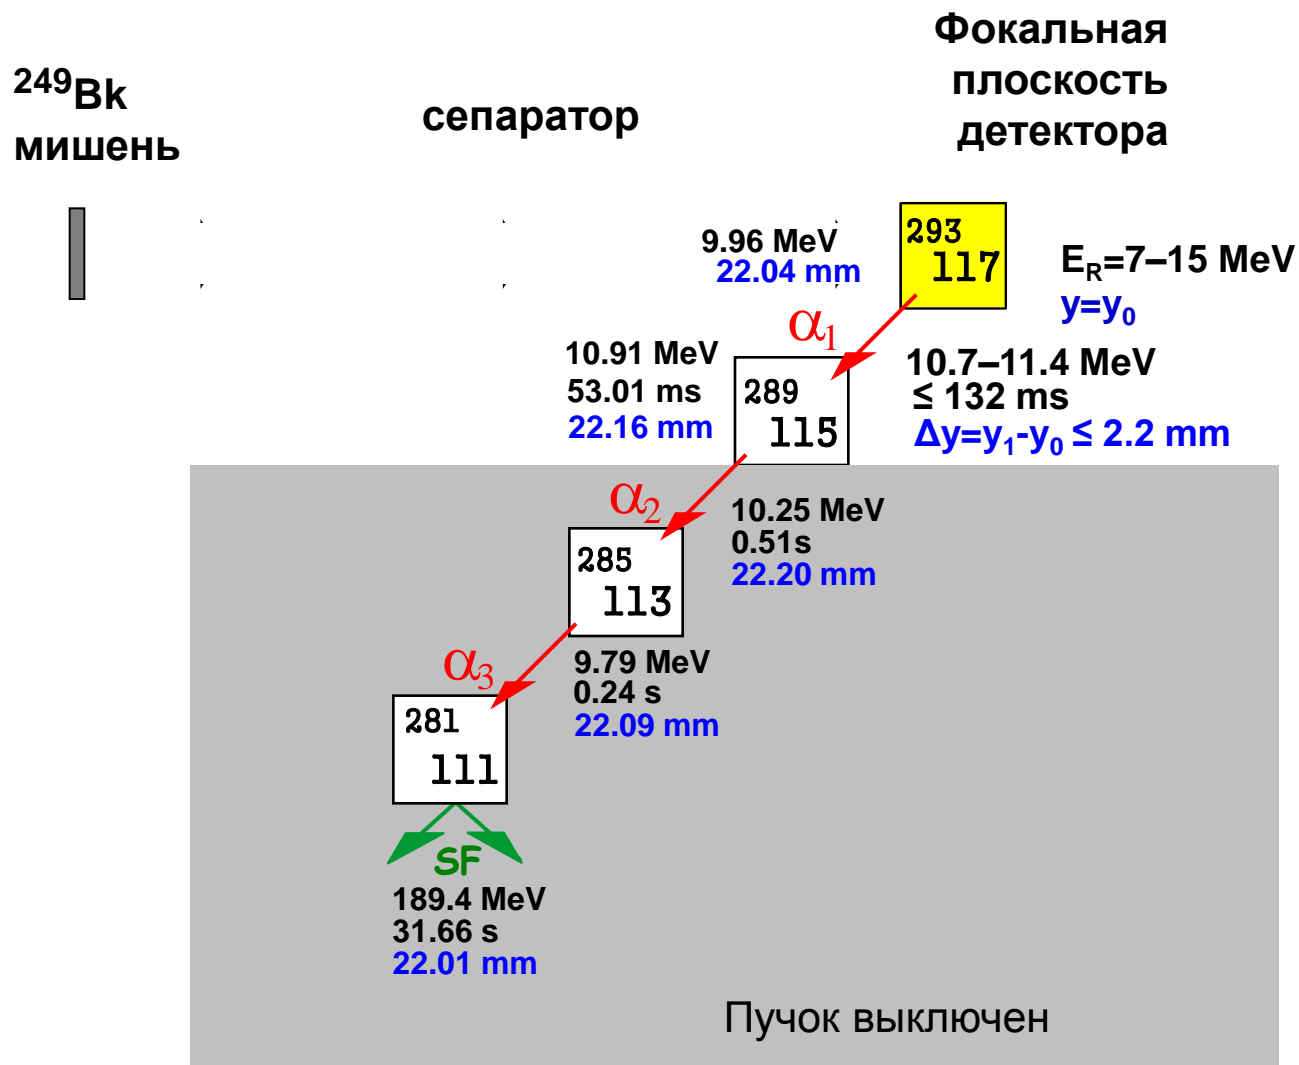 Фокальная
плоскость
детектора
²⁴⁹Bk
мишень
сепаратор
293
117
9.96 MeV
22.04 mm
E_R=7–15 MeV
y=y₀
α₁
10.91 MeV
53.01 ms
22.16 mm
289
115
10.7–11.4 MeV
≤ 132 ms
Δy=y₁-y₀ ≤ 2.2 mm
α₂
10.25 MeV
0.51s
22.20 mm
285
113
α₃
9.79 MeV
0.24 s
22.09 mm
281
111
SF
189.4 MeV
31.66 s
22.01 mm
Пучок выключен